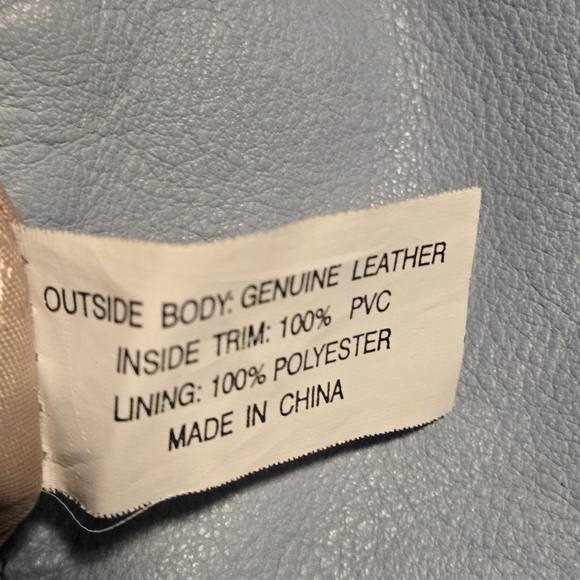 OUTSIDE BODY: GENUINE LEATHER
INSIDE TRIM: 100% PVC
LINING: 100% POLYESTER
MADE IN CHINA